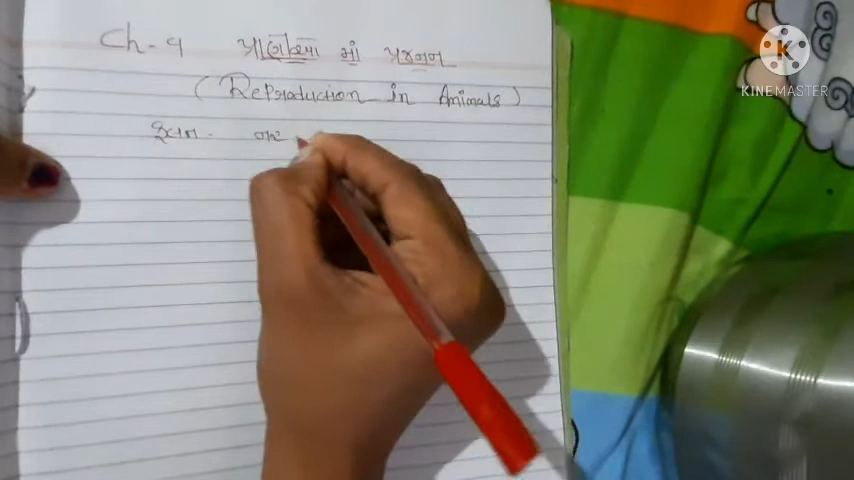 Ch - 9 પ્રાણીઓમાં પ્રજનન
( Reproduction in Animals )
KINEMASTER